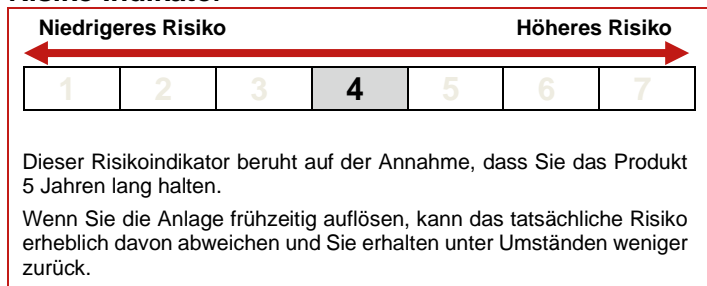 Niedrigeres Risiko Höheres Risiko
1 2 3 4 5 6 7
Dieser Risikoindikator beruht auf der Annahme, dass Sie das Produkt
5 Jahren lang halten.
Wenn Sie die Anlage frühzeitig auflösen, kann das tatsächliche Risiko
erheblich davon abweichen und Sie erhalten unter Umständen weniger
zurück.